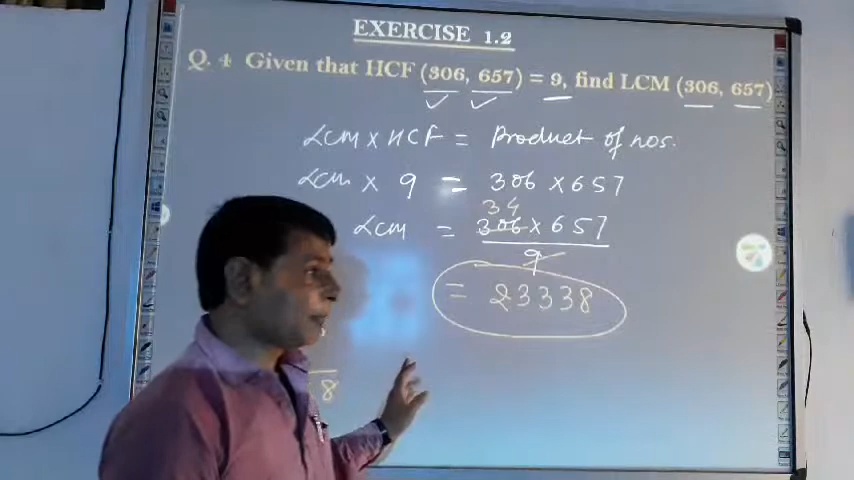 EXERCISE 1.2
Q. 4 Given that HCF (306, 657) = 9, find LCM (306, 657)
LCM x HCF = Product of nos.
LCM x 9 = 306 x 657
34
LCM = 306 x 657
9
= 23338
8